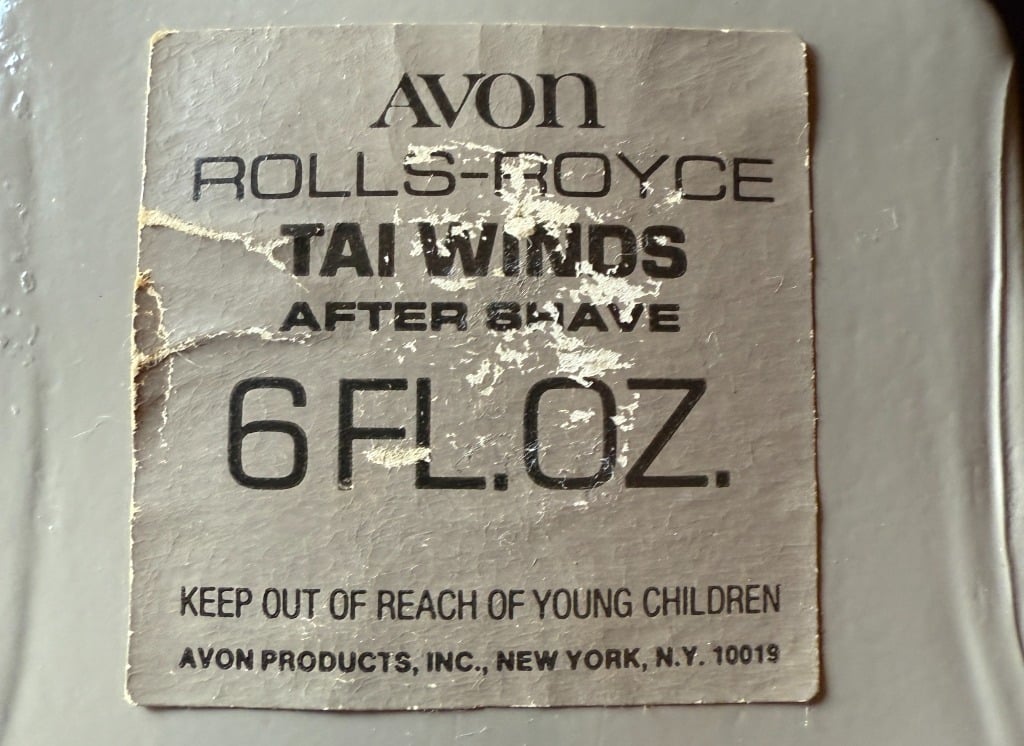 AVON
ROLLS-ROYCE
TAI WINDS
AFTER SHAVE
6 FL.OZ.
KEEP OUT OF REACH OF YOUNG CHILDREN
AVON PRODUCTS, INC., NEW YORK, N.Y. 10019